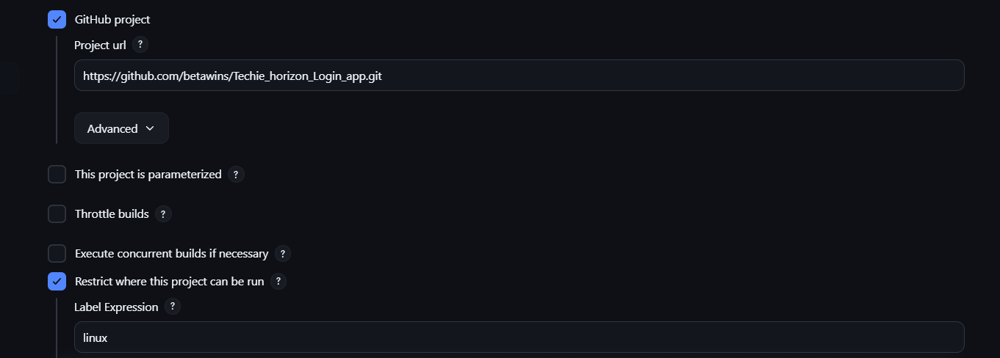 GitHub project
Project url ?
https://github.com/betawins/Techie_horizon_Login_app.git
Advanced
This project is parameterized ?
Throttle builds ?
Execute concurrent builds if necessary ?
Restrict where this project can be run ?
Label Expression ?
linux